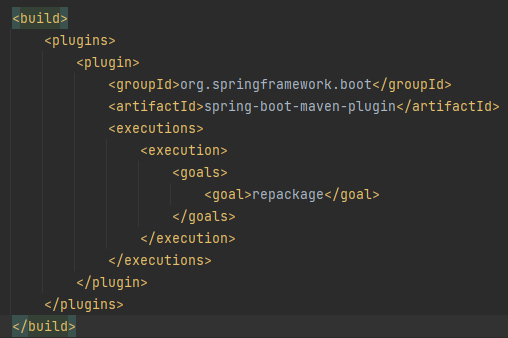 <build>
    <plugins>
        <plugin>
            <groupId>org.springframework.boot</groupId>
            <artifactId>spring-boot-maven-plugin</artifactId>
            <executions>
                <execution>
                    <goals>
                        <goal>repackage</goal>
                    </goals>
                </execution>
            </executions>
        </plugin>
    </plugins>
</build>